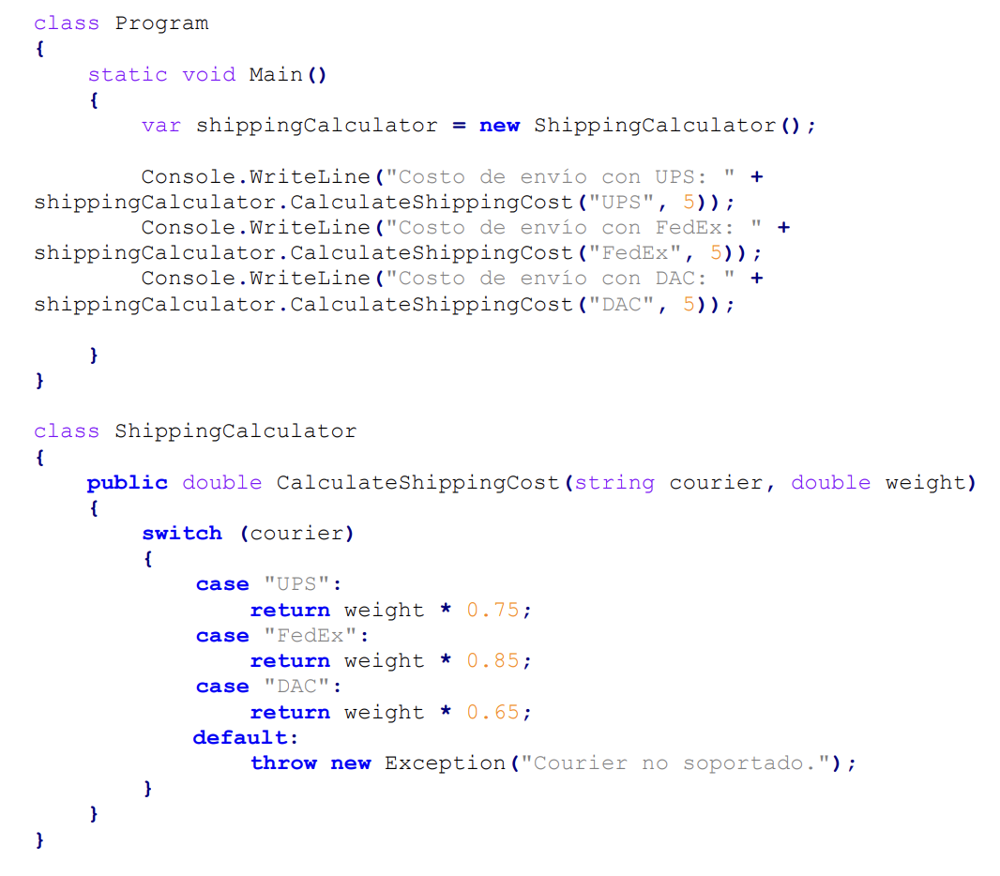 class Program
{
    static void Main()
    {
        var shippingCalculator = new ShippingCalculator();

        Console.WriteLine("Costo de envío con UPS: " +
shippingCalculator.CalculateShippingCost("UPS", 5));
        Console.WriteLine("Costo de envío con FedEx: " +
shippingCalculator.CalculateShippingCost("FedEx", 5));
        Console.WriteLine("Costo de envío con DAC: " +
shippingCalculator.CalculateShippingCost("DAC", 5));

    }
}

class ShippingCalculator
{
    public double CalculateShippingCost(string courier, double weight)
    {
        switch (courier)
        {
            case "UPS":
                return weight * 0.75;
            case "FedEx":
                return weight * 0.85;
            case "DAC":
                return weight * 0.65;
            default:
                throw new Exception("Courier no soportado.");
        }
    }
}